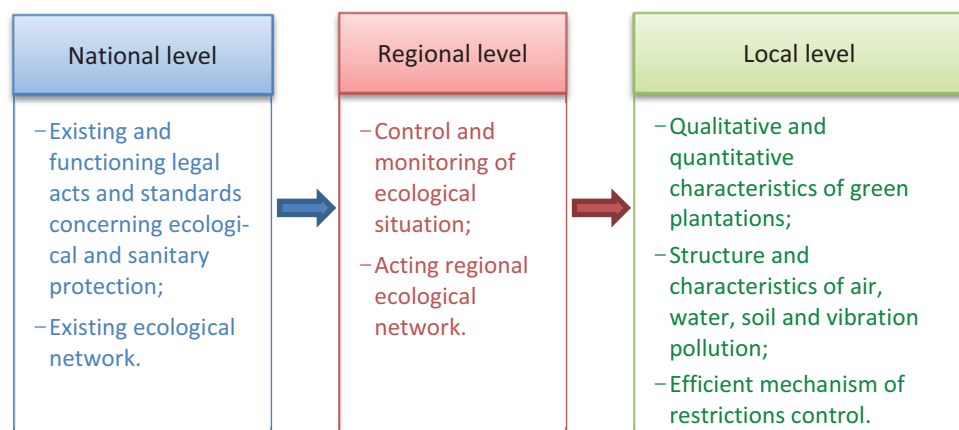 National level
−Existing and
functioning legal
acts and standards
concerning ecologi-
cal and sanitary
protection;
−Existing ecological
network.
Regional level
−Control and
monitoring of
ecological
situation;
−Acting regional
ecological
network.
Local level
−Qualitative and
quantitative
characteristics of green
plantations;
−Structure and
characteristics of air,
water, soil and vibration
pollution;
−Efficient mechanism of
restrictions control.